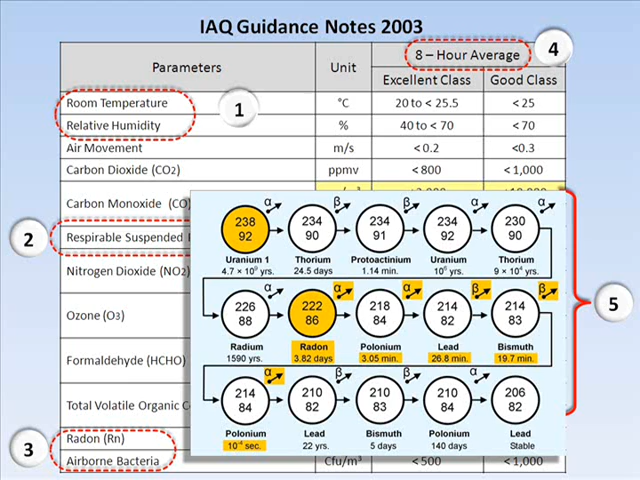 IAQ Guidance Notes 2003
4
Parameters
Unit
8 – Hour Average
Excellent Class
Good Class
Room Temperature
°C
20 to < 25.5
< 25
1
Relative Humidity
%
40 to < 70
< 70
Air Movement
m/s
< 0.2
<0.3
Carbon Dioxide (CO2)
ppmv
< 800
< 1,000
Carbon Monoxide (CO)
2
Respirable Suspended
Nitrogen Dioxide (NO2)
Ozone (O3)
Formaldehyde (HCHO)
Total Volatile Organic
3
Radon (Rn)
Airborne Bacteria
Cfu/m³
< 500
< 1,000
α β β α α
238 234 234 234 230
92 90 91 92 90
Uranium 1 Thorium Protoactinium Uranium Thorium
4.7 × 10⁹ yrs. 24.5 days 1.14 min. 10⁶ yrs. 9 × 10⁴ yrs.
α α α β β
226 222 218 214 214
88 86 84 82 83
Radium Radon Polonium Lead Bismuth
1590 yrs. 3.82 days 3.05 min. 26.8 min. 19.7 min.
α β β α
214 210 210 210 206
84 82 83 84 82
Polonium Lead Bismuth Polonium Lead
10⁻⁴ sec. 22 yrs. 5 days 140 days Stable
5